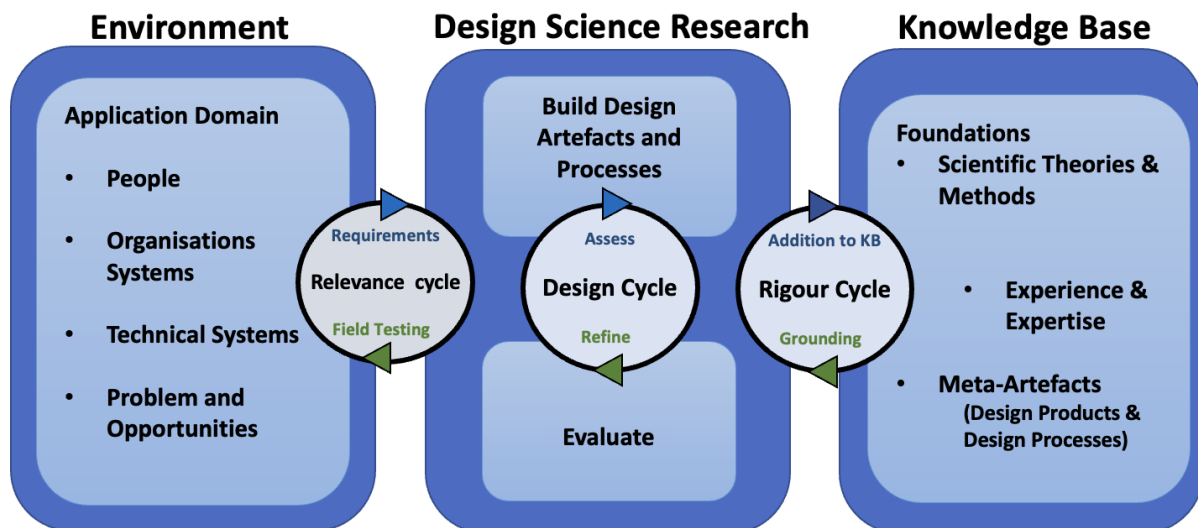 Environment
Design Science Research
Knowledge Base
Application Domain
• People
• Organisations
Systems
• Technical Systems
• Problem and
Opportunities
Requirements
Relevance cycle
Field Testing
Build Design
Artefacts and
Processes
Assess
Design Cycle
Refine
Evaluate
Addition to KB
Rigour Cycle
Grounding
Foundations
• Scientific Theories &
Methods
• Experience &
Expertise
• Meta-Artefacts
(Design Products &
Design Processes)